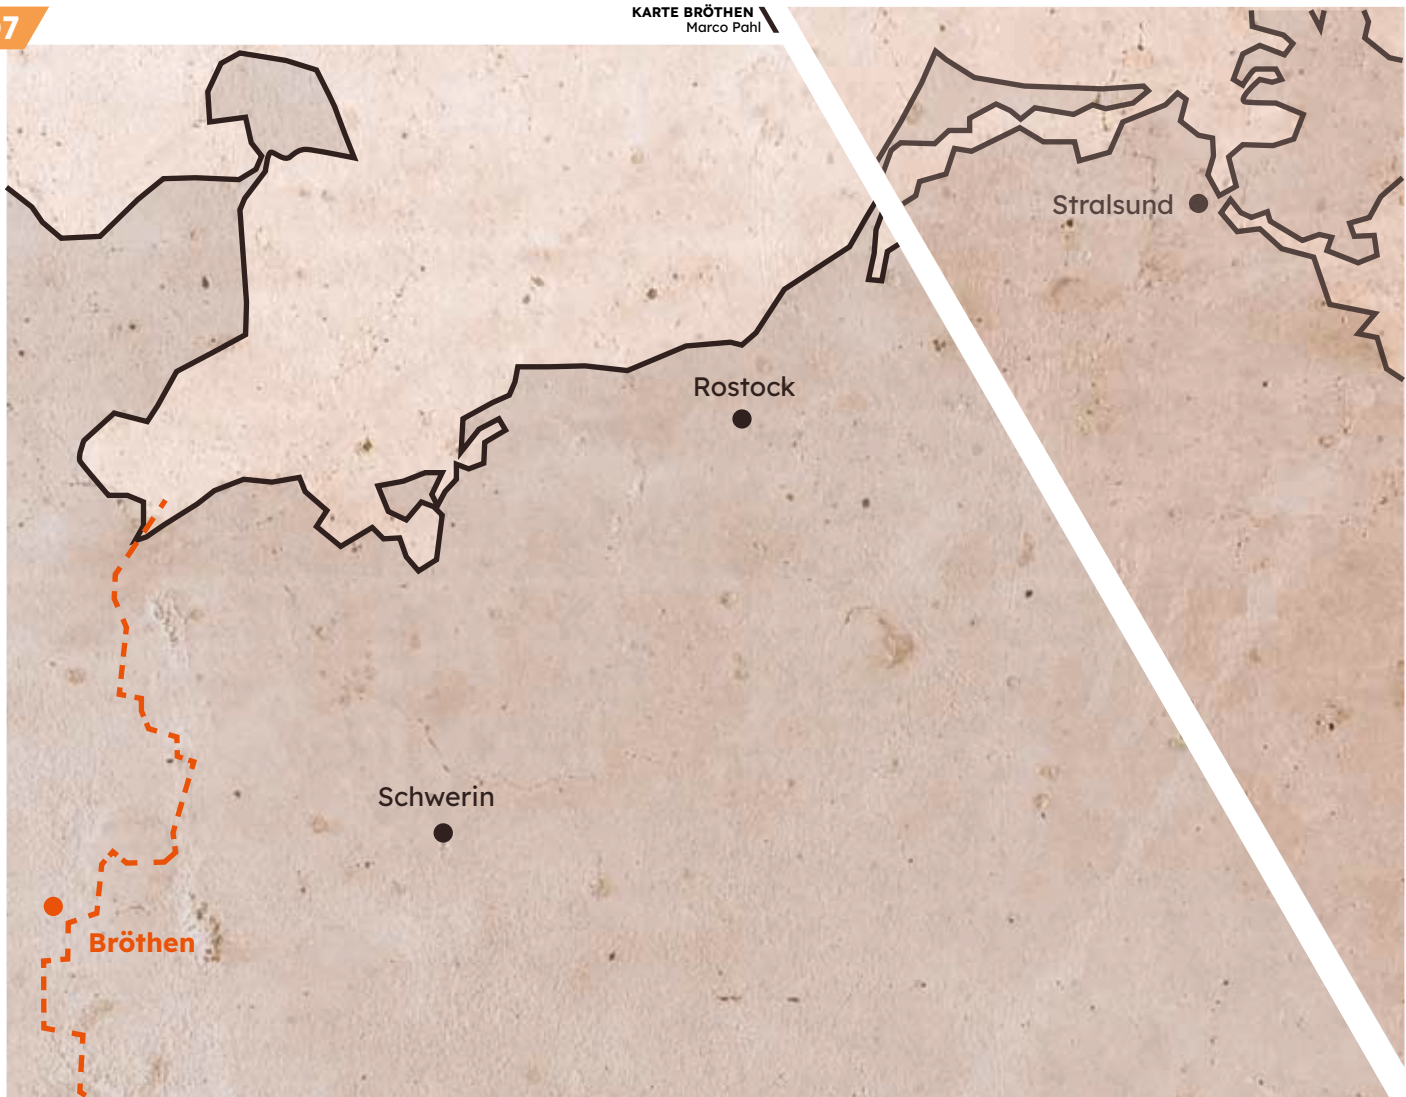 7
KARTE BRÖTHEN
Marco Pahl
Stralsund
Rostock
Schwerin
Bröthen